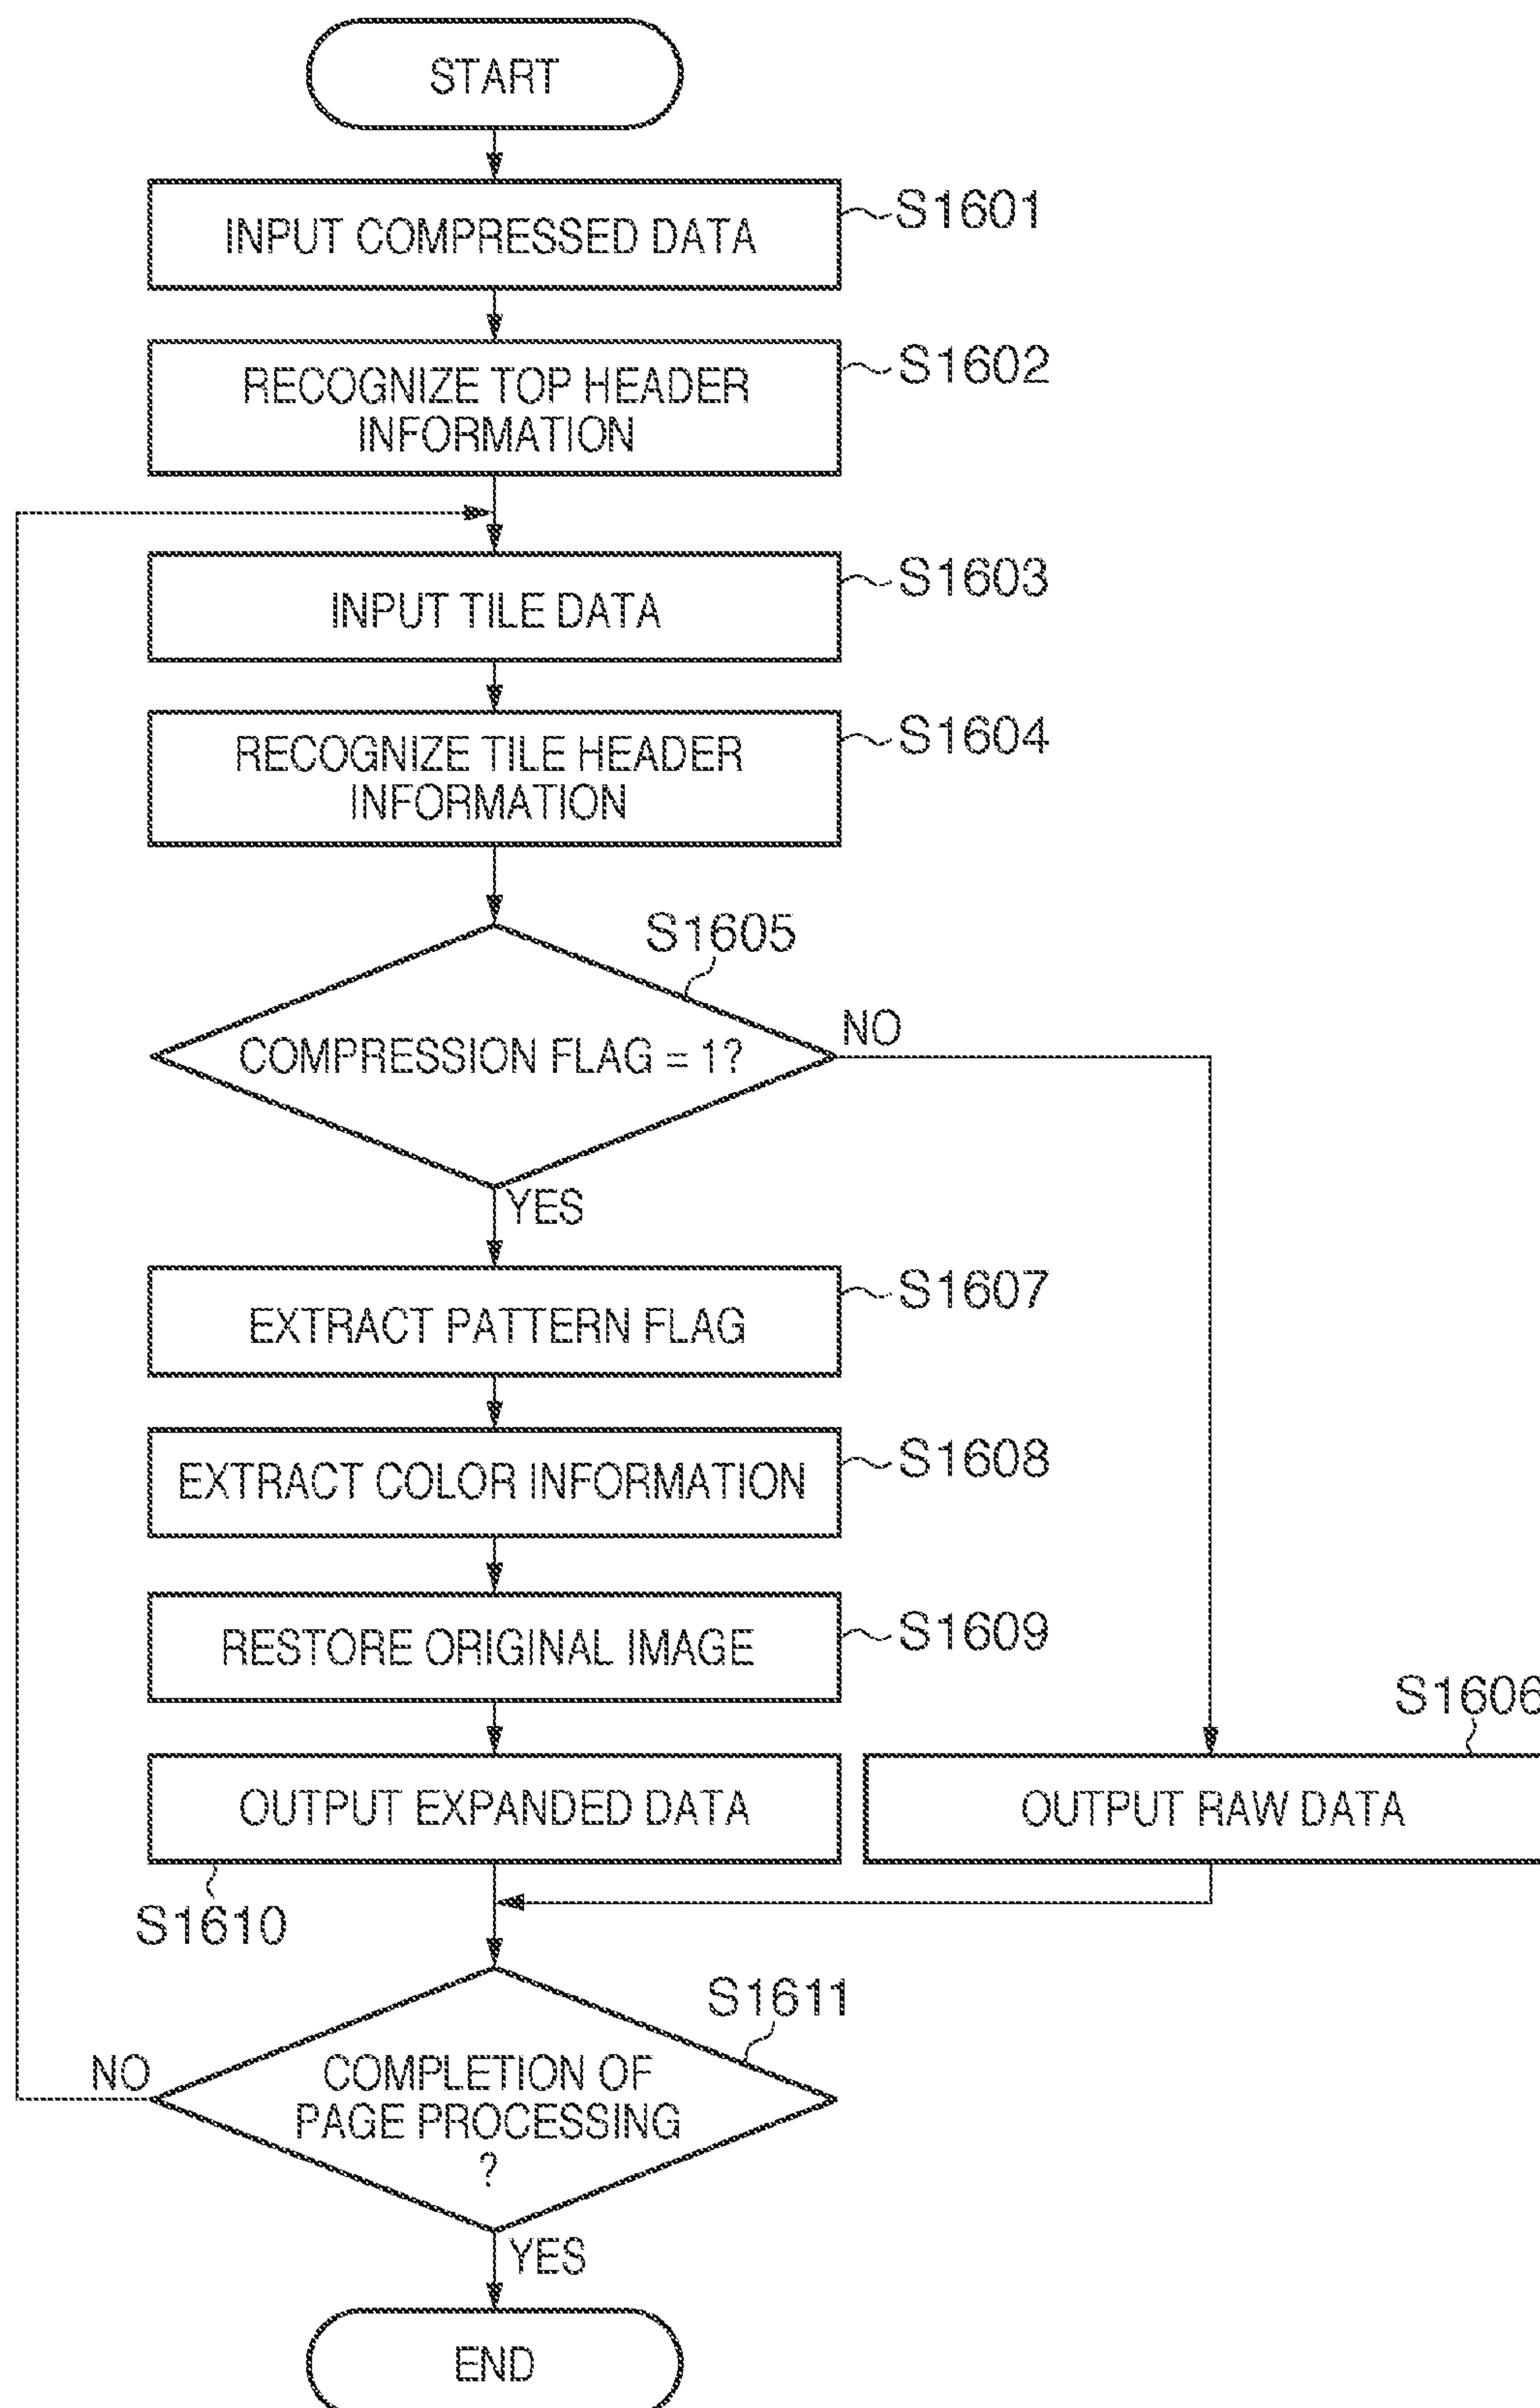 START
INPUT COMPRESSED DATA
S1601
RECOGNIZE TOP HEADER
INFORMATION
S1602
INPUT TILE DATA
S1603
RECOGNIZE TILE HEADER
INFORMATION
S1604
S1605
COMPRESSION FLAG = 1?
NO
YES
EXTRACT PATTERN FLAG
S1607
EXTRACT COLOR INFORMATION
S1608
RESTORE ORIGINAL IMAGE
S1609
S1606
OUTPUT EXPANDED DATA
OUTPUT RAW DATA
S1610
S1611
NO
COMPLETION OF
PAGE PROCESSING
?
YES
END